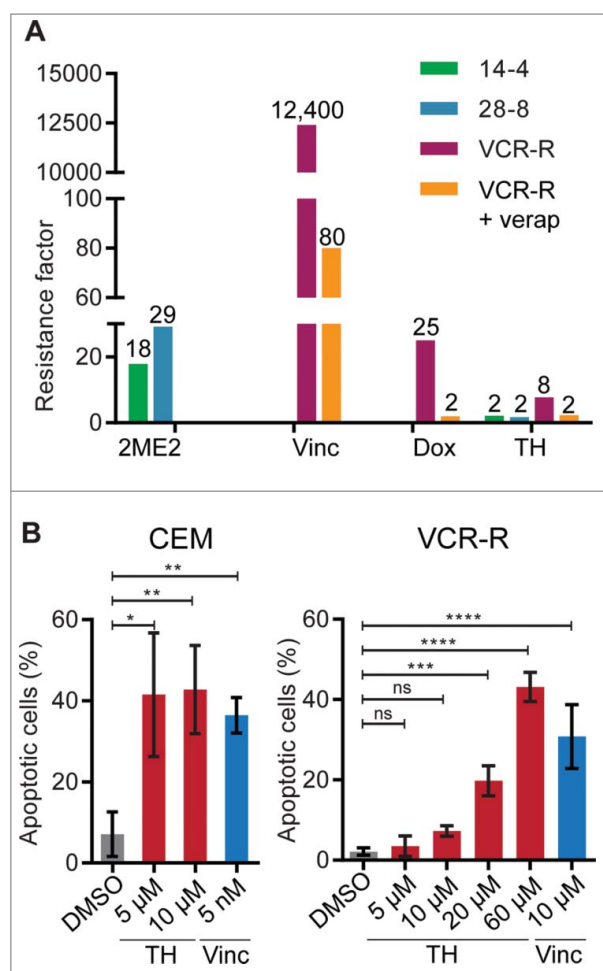 A
Resistance factor
15000
12500
10000
100
80
60
20
0
12,400
80
18
29
25
2
2
2
8
2
2ME2
Vinc
Dox
TH
14-4
28-8
VCR-R
VCR-R
+ verap
B
CEM
Apoptotic cells (%)
60
40
20
0
**
**
*
DMSO
5 µM
10 µM
5 nM
TH
Vinc
VCR-R
Apoptotic cells (%)
60
40
20
0
****
****
***
ns
ns
DMSO
5 µM
10 µM
20 µM
60 µM
10 µM
TH
Vinc